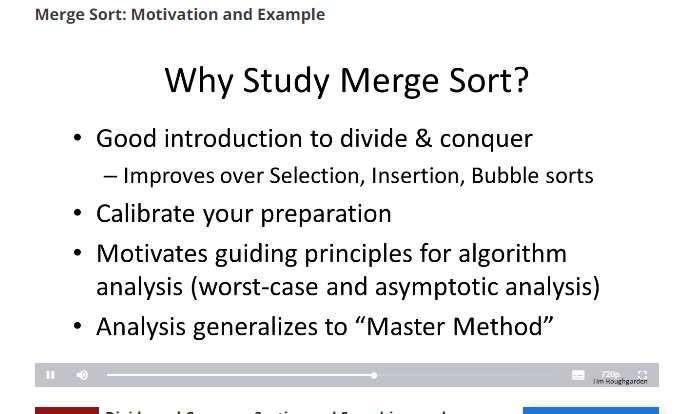 Merge Sort: Motivation and Example
Why Study Merge Sort?
• Good introduction to divide & conquer
– Improves over Selection, Insertion, Bubble sorts
• Calibrate your preparation
• Motivates guiding principles for algorithm
analysis (worst-case and asymptotic analysis)
• Analysis generalizes to “Master Method”
720p
Tim Roughgarden